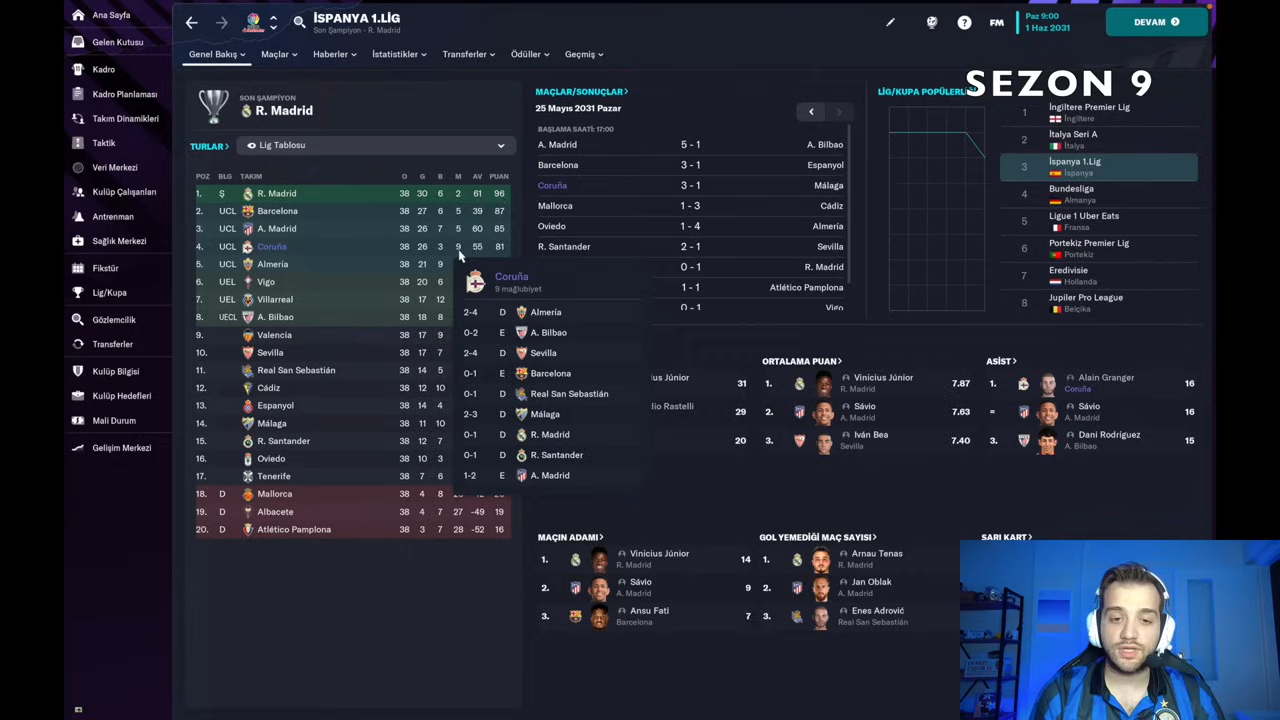 Ana Sayfa
Gelen Kutusu
Kadro
Kadro Planlaması
Takım Dinamikleri
Taktik
Veri Merkezi
Kulüp Çalışanları
Antrenman
Sağlık Merkezi
Fikstür
Lig/Kupa
Gözlemcilik
Transferler
Kulüp Bilgisi
Kulüp Hedefleri
Mali Durum
Gelişim Merkezi
İSPANYA 1.LİG
Son Şampiyon - R. Madrid
FM
Paz 9:00
1 Haz 2031
DEVAM
Genel Bakış
Maçlar
Haberler
İstatistikler
Transferler
Ödüller
Geçmiş
SEZON 9
SON ŞAMPİYON
R. Madrid
TURLAR
Lig Tablosu
POZ BLG TAKIM O G B M AV PUAN
1. Ş R. Madrid 38 30 6 2 61 96
2. UCL Barcelona 38 27 6 5 39 87
3. UCL A. Madrid 38 26 7 5 60 85
4. UCL Coruña 38 26 3 9 55 81
5. UCL Almería 38 21 9
6. UEL Vigo 38 20 6
7. UEL Villarreal 38 17 12
8. UECL A. Bilbao 38 18 8
9. Valencia 38 17 9
10. Sevilla 38 17 7
11. Real San Sebastián 38 14 5
12. Cádiz 38 12 10
13. Espanyol 38 14 4
14. Málaga 38 11 10
15. R. Santander 38 12 7
16. Oviedo 38 10 3
17. Tenerife 38 7 6
18. D Mallorca 38 4 8
19. D Albacete 38 4 7 27 -49 19
20. D Atlético Pamplona 38 3 7 28 -52 16
Coruña
9 mağlubiyet
2-4 D Almería
0-2 E A. Bilbao
2-4 D Sevilla
0-1 E Barcelona
0-1 D Real San Sebastián
2-3 D Málaga
0-1 D R. Madrid
0-1 D R. Santander
1-2 E A. Madrid
MAÇLAR/SONUÇLAR
25 Mayıs 2031 Pazar
BAŞLAMA SAATİ: 17:00
A. Madrid 5 - 1 A. Bilbao
Barcelona 3 - 1 Espanyol
Coruña 3 - 1 Málaga
Mallorca 1 - 3 Cádiz
Oviedo 1 - 4 Almería
R. Santander 2 - 1 Sevilla
0 - 1 R. Madrid
1 - 1 Atlético Pamplona
0 - 1 Vigo
LİG/KUPA
1 İngiltere Premier Lig
İngiltere
2 İtalya Seri A
İtalya
3 İspanya 1.Lig
İspanya
4 Bundesliga
Almanya
5 Ligue 1 Uber Eats
Fransa
6 Portekiz Premier Lig
Portekiz
7 Eredivisie
Hollanda
8 Jupiler Pro League
Belçika
Júnior 31
Rastelli 29
20
ORTALAMA PUAN
1. Vinícius Júnior 7.87
R. Madrid
2. Sávio 7.63
A. Madrid
3. Iván Bea 7.40
Sevilla
ASİST
1. Alain Granger 16
Coruña
= Sávio 16
A. Madrid
3. Dani Rodríguez 15
A. Bilbao
MAÇIN ADAMI
1. Vinícius Júnior 14
R. Madrid
2. Sávio 9
A. Madrid
3. Ansu Fati 7
Barcelona
GOL YEMEDİĞİ MAÇ SAYISI
1. Arnau Tenas
R. Madrid
2. Jan Oblak
A. Madrid
3. Enes Adrović
Real San Sebastián
SARI KART